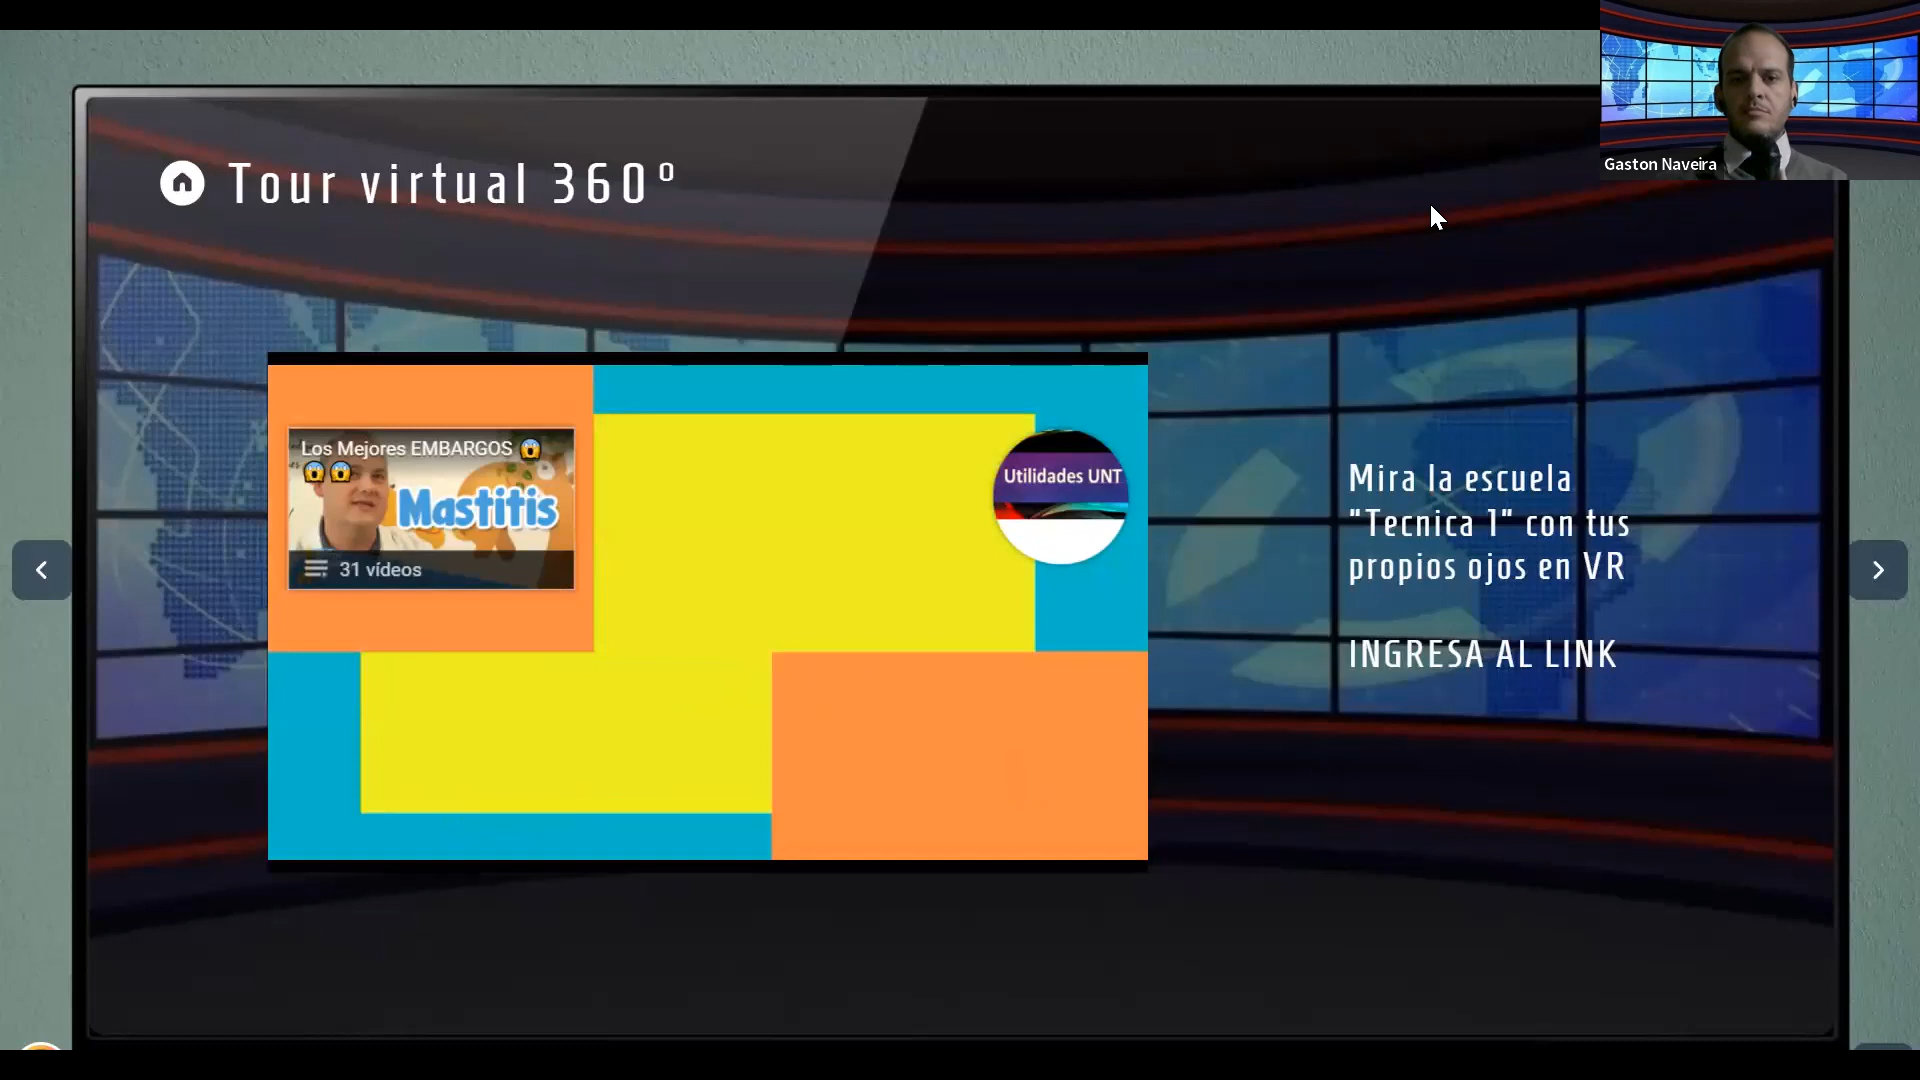 Gaston Naveira
Tour virtual 360°
Los Mejores EMBARGOS 😱
😱😱
Mastitis
31 vídeos
Utilidades UNT
Mira la escuela
"Tecnica 1" con tus
propios ojos en VR
INGRESA AL LINK